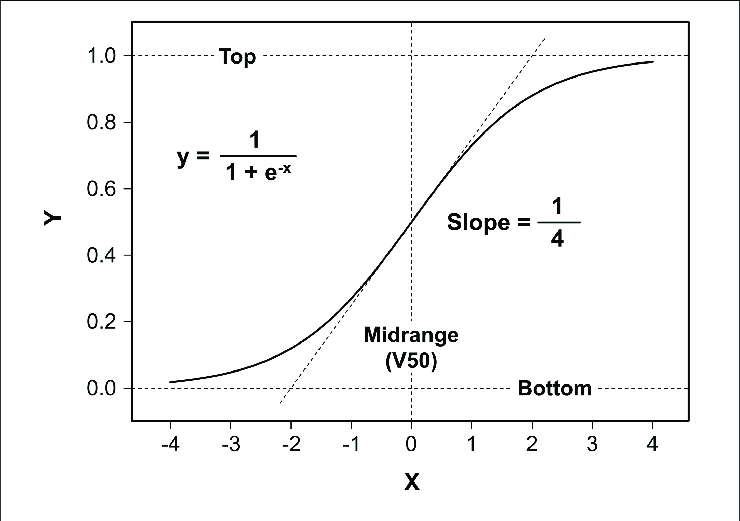 1.0
0.8
0.6
0.4
0.2
0.0
Y
Top
y = 1
1 + e-x
Slope = 1
4
Midrange
(V50)
Bottom
-4 -3 -2 -1 0 1 2 3 4
X